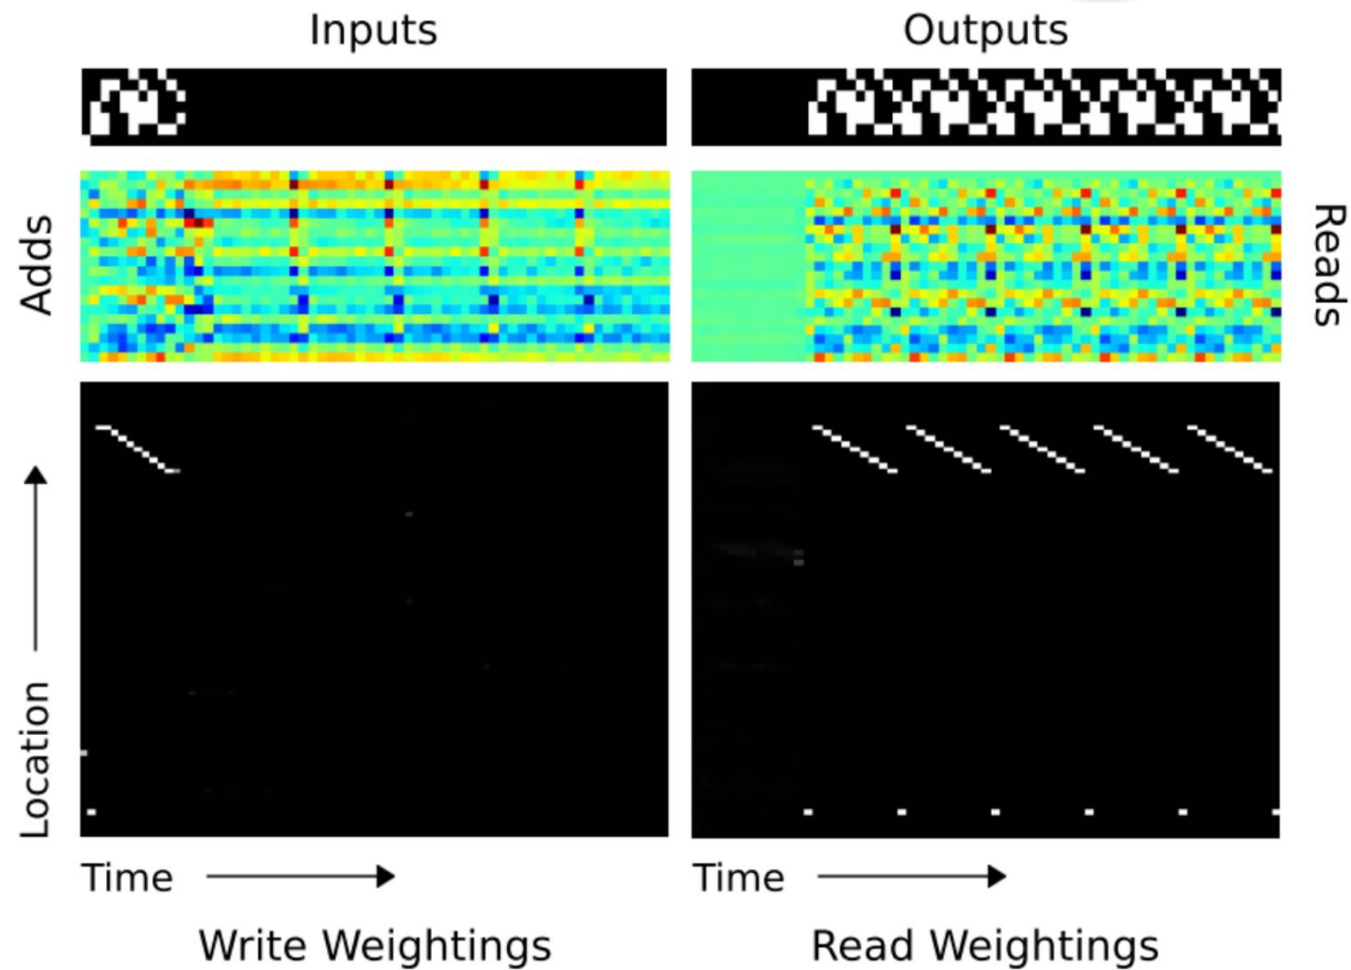 Inputs
Outputs
Adds
Reads
Location
Time
Time
Write Weightings
Read Weightings